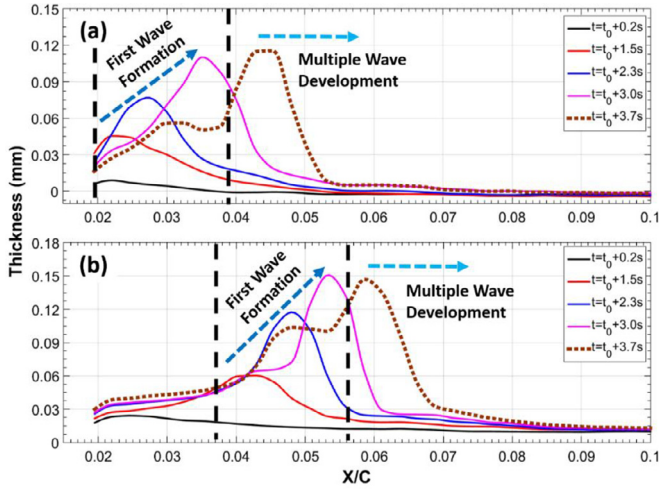 0.15
0.12
0.09
0.06
0.03
0
(a)
First Wave
Formation
Multiple Wave
Development
t=t0+0.2s
t=t0+1.5s
t=t0+2.3s
t=t0+3.0s
t=t0+3.7s
0.02 0.03 0.04 0.05 0.06 0.07 0.08 0.09 0.1
Thickness (mm)
0.18
0.15
0.12
0.09
0.06
0.03
0
(b)
First Wave
Formation
Multiple Wave
Development
t=t0+0.2s
t=t0+1.5s
t=t0+2.3s
t=t0+3.0s
t=t0+3.7s
0.02 0.03 0.04 0.05 0.06 0.07 0.08 0.09 0.1
X/C